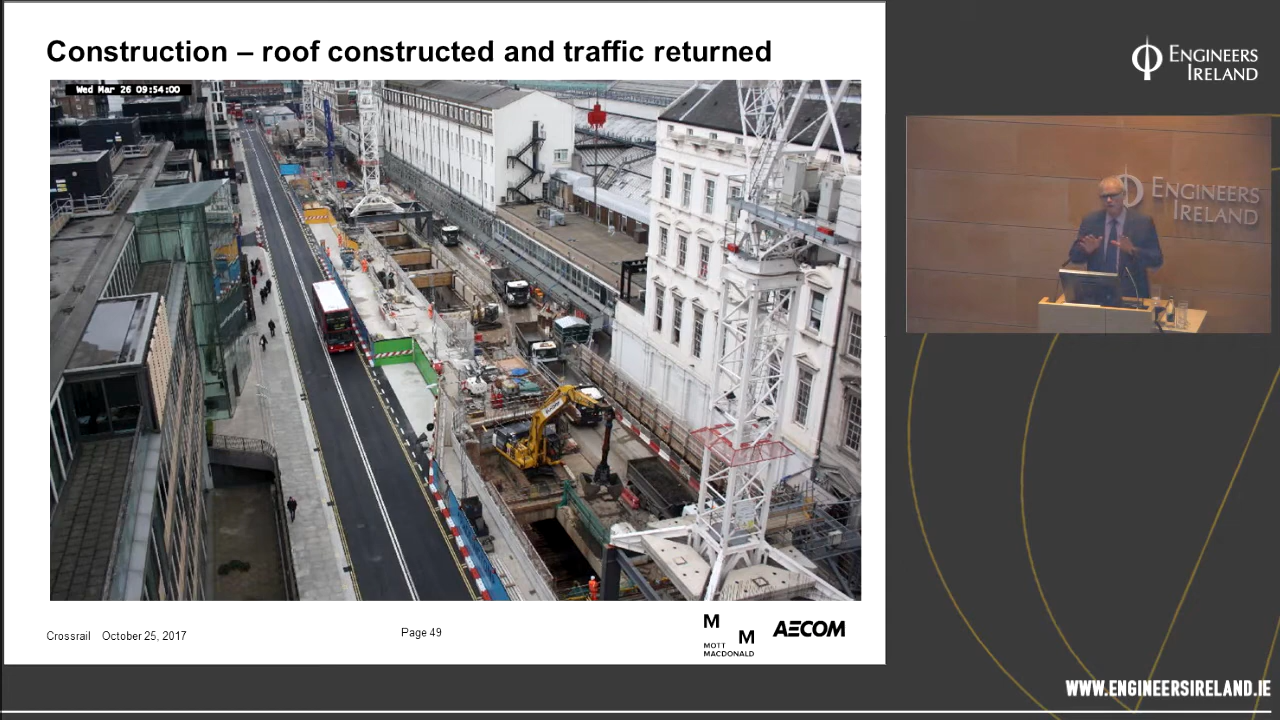 Construction – roof constructed and traffic returned
Wed Mar 26 09:54:00
Crossrail October 25, 2017
Page 49
M
M
MOTT
MACDONALD
AECOM
ENGINEERS
IRELAND
ENGINEERS
IRELAND
WWW.ENGINEERSIRELAND.IE